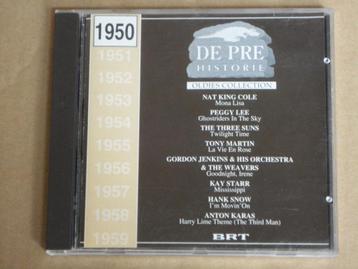 1950
1951
1952
1953
1954
1955
1956
1957
1958
1959
DE PRE
HISTORIE
OLDIES COLLECTION
NAT KING COLE
Mona Lisa
PEGGY LEE
Ghostriders In The Sky
THE THREE SUNS
Twilight Time
TONY MARTIN
La Vie En Rose
GORDON JENKINS & HIS ORCHESTRA
& THE WEAVERS
Goodnight, Irene
KAY STARR
Mississippi
HANK SNOW
I'm Movin' On
ANTON KARAS
Harry Lime Theme (The Third Man)
BRT